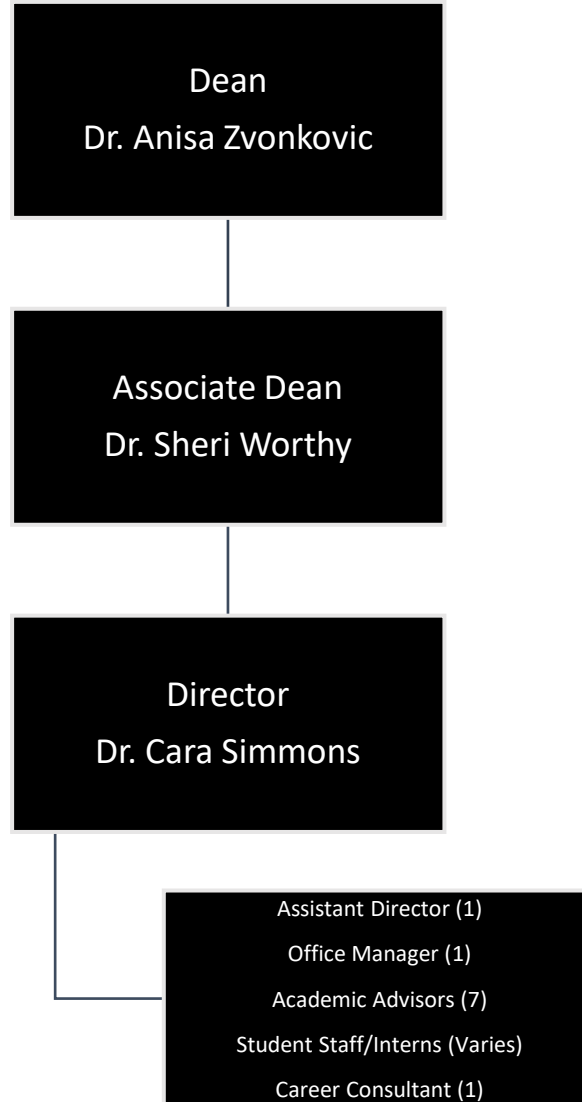 Dean
Dr. Anisa Zvonkovic
Associate Dean
Dr. Sheri Worthy
Director
Dr. Cara Simmons
Assistant Director (1)
Office Manager (1)
Academic Advisors (7)
Student Staff/Interns (Varies)
Career Consultant (1)